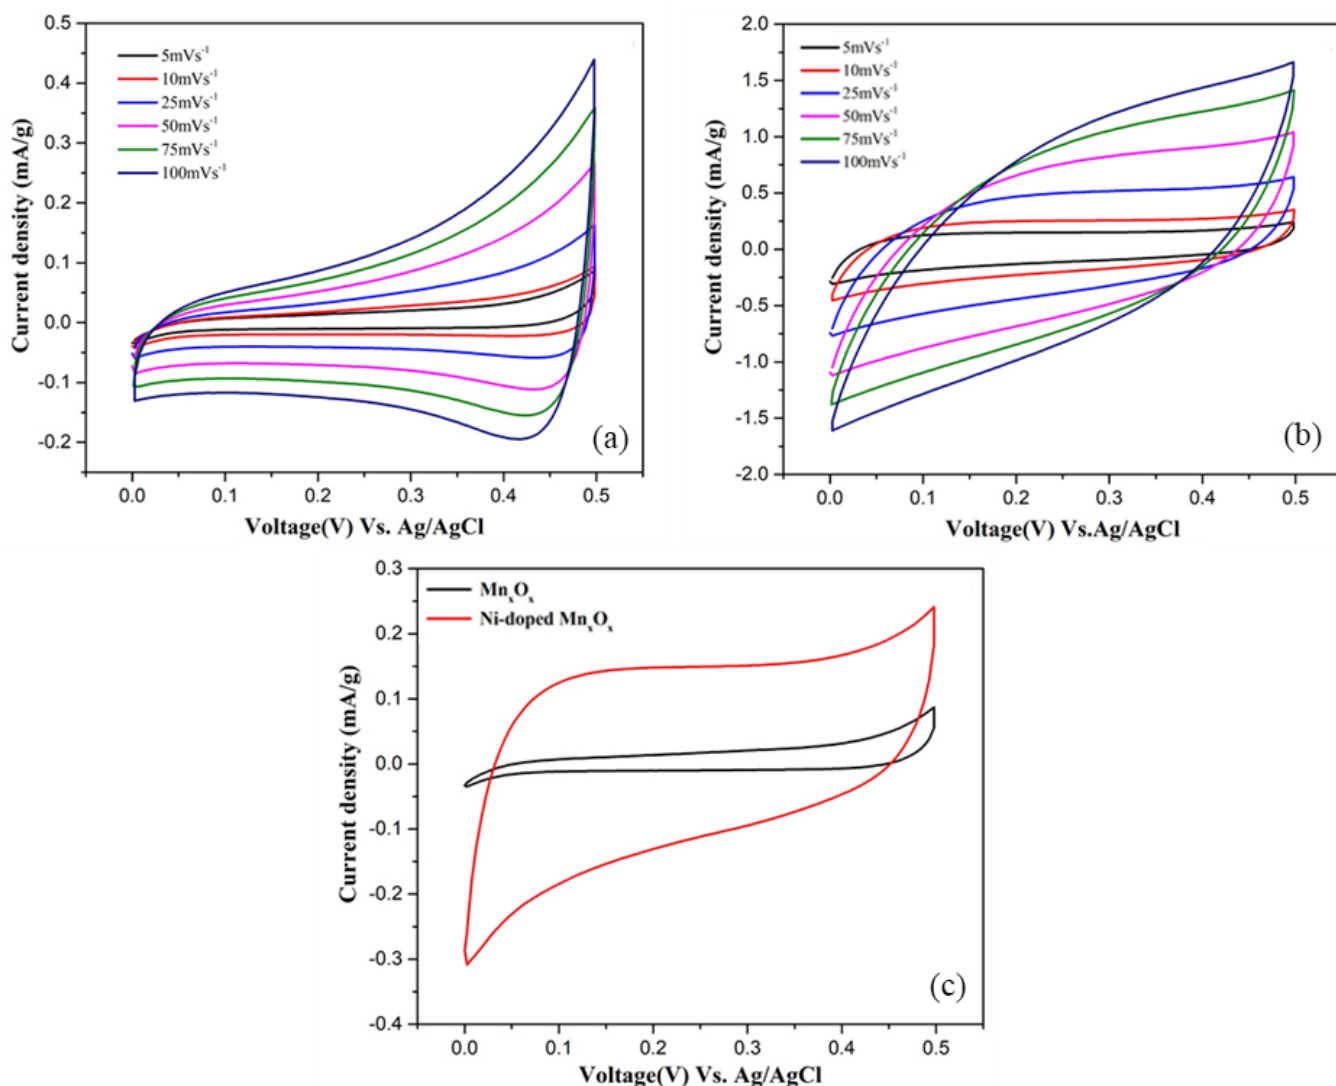 0.5
0.4
0.3
0.2
0.1
0.0
-0.1
-0.2
Current density (mA/g)
5mVs⁻¹
10mVs⁻¹
25mVs⁻¹
50mVs⁻¹
75mVs⁻¹
100mVs⁻¹
(a)
0.0 0.1 0.2 0.3 0.4 0.5
Voltage(V) Vs. Ag/AgCl
2.0
1.5
1.0
0.5
0.0
-0.5
-1.0
-1.5
-2.0
Current density (mA/g)
5mVs⁻¹
10mVs⁻¹
25mVs⁻¹
50mVs⁻¹
75mVs⁻¹
100mVs⁻¹
(b)
0.0 0.1 0.2 0.3 0.4 0.5
Voltage(V) Vs.Ag/AgCl
0.3
0.2
0.1
0.0
-0.1
-0.2
-0.3
-0.4
Current density (mA/g)
MnₓOₓ
Ni-doped MnₓOₓ
(c)
0.0 0.1 0.2 0.3 0.4 0.5
Voltage(V) Vs. Ag/AgCl